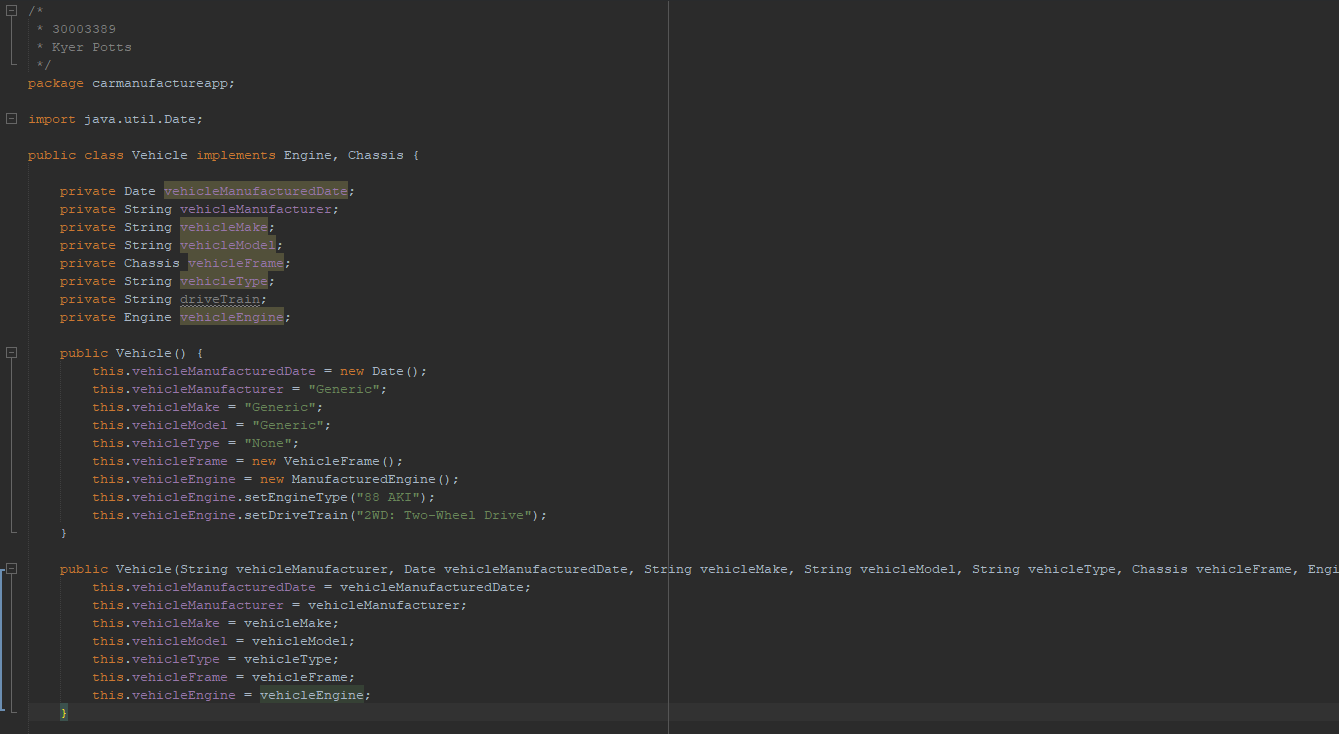 /*
 * 30003389
 * Kyer Potts
 */
package carmanufactureapp;
import java.util.Date;
public class Vehicle implements Engine, Chassis {
    private Date vehicleManufacturedDate;
    private String vehicleManufacturer;
    private String vehicleMake;
    private String vehicleModel;
    private Chassis vehicleFrame;
    private String vehicleType;
    private String driveTrain;
    private Engine vehicleEngine;
    public Vehicle() {
        this.vehicleManufacturedDate = new Date();
        this.vehicleManufacturer = "Generic";
        this.vehicleMake = "Generic";
        this.vehicleModel = "Generic";
        this.vehicleType = "None";
        this.vehicleFrame = new VehicleFrame();
        this.vehicleEngine = new ManufacturedEngine();
        this.vehicleEngine.setEngineType("88 AKI");
        this.vehicleEngine.setDriveTrain("2WD: Two-Wheel Drive");
    }
    public Vehicle(String vehicleManufacturer, Date vehicleManufacturedDate, String vehicleMake, String vehicleModel, String vehicleType, Chassis vehicleFrame, Engi
        this.vehicleManufacturedDate = vehicleManufacturedDate;
        this.vehicleManufacturer = vehicleManufacturer;
        this.vehicleMake = vehicleMake;
        this.vehicleModel = vehicleModel;
        this.vehicleType = vehicleType;
        this.vehicleFrame = vehicleFrame;
        this.vehicleEngine = vehicleEngine;
    }